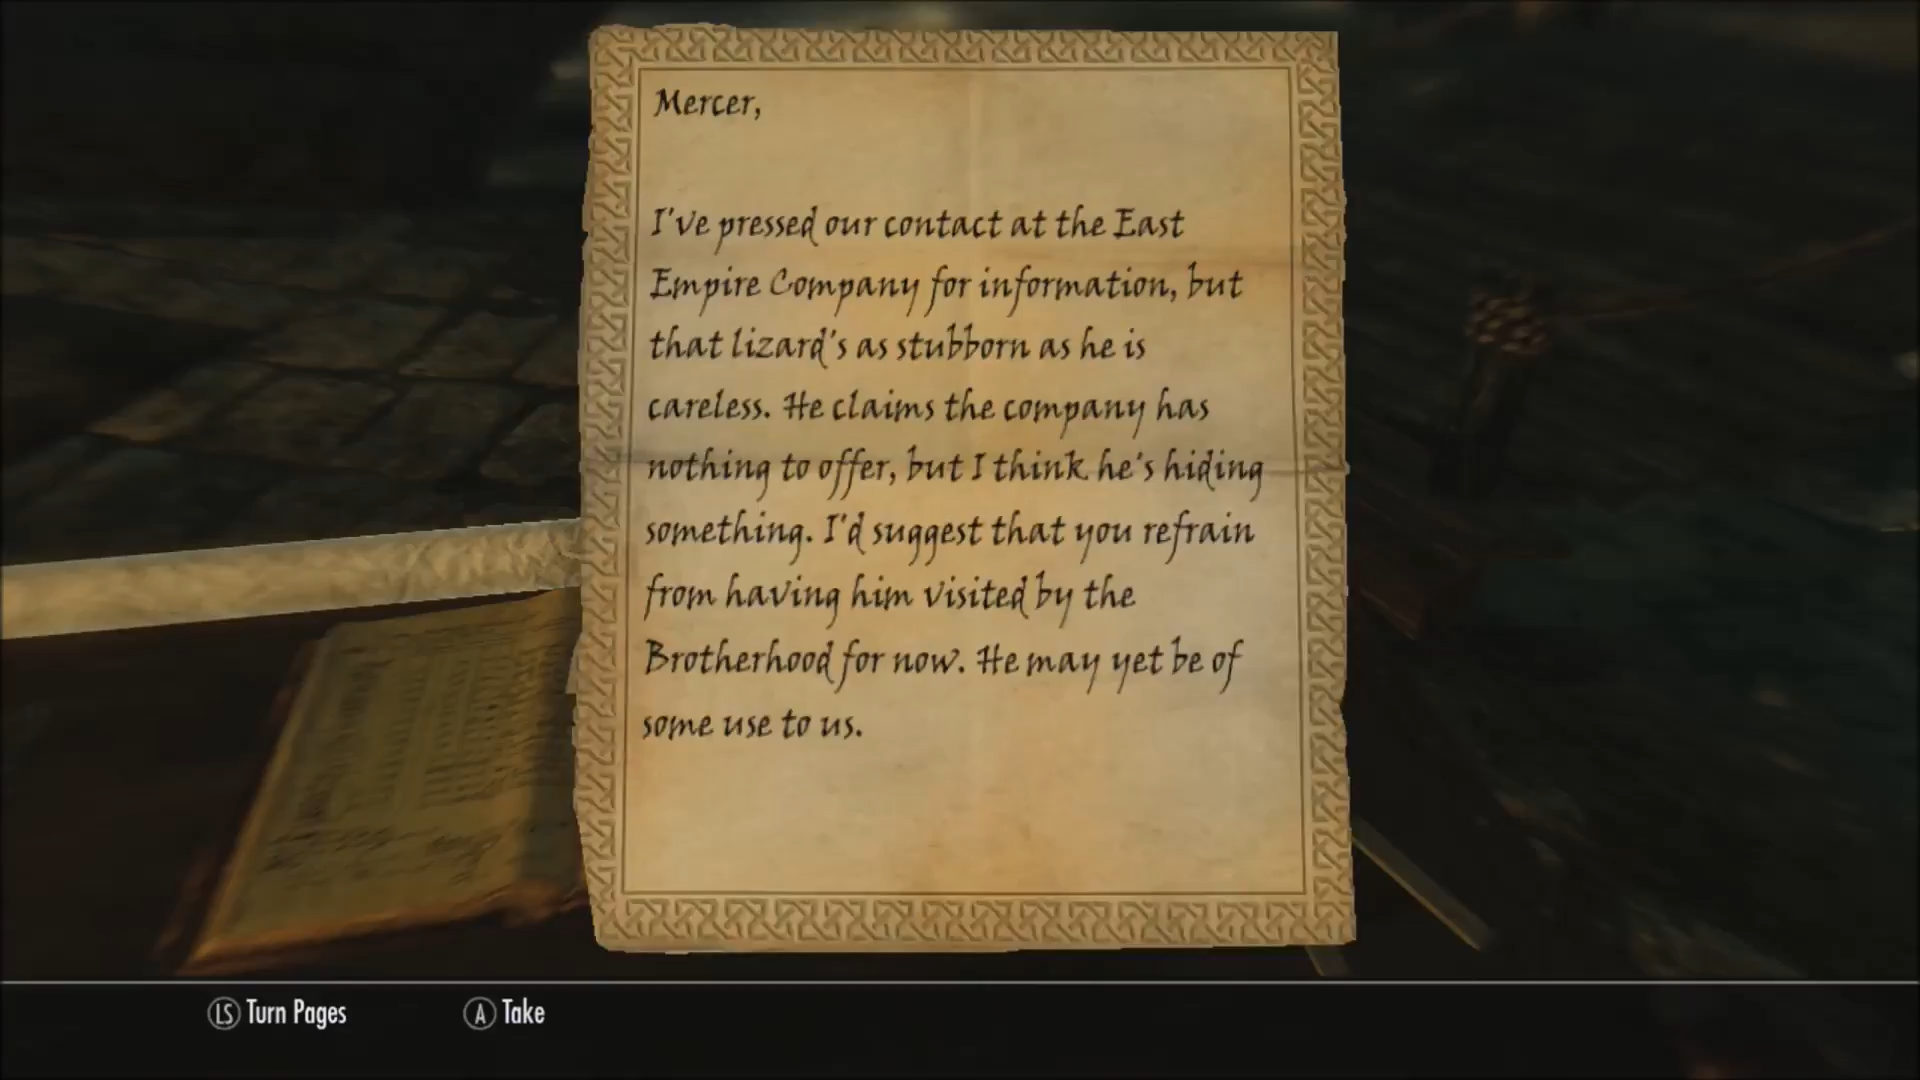 Mercer,
I've pressed our contact at the East
Empire Company for information, but
that lizard's as stubborn as he is
careless. He claims the company has
nothing to offer, but I think he's hiding
something. I'd suggest that you refrain
from having him visited by the
Brotherhood for now. He may yet be of
some use to us.
LS Turn Pages
A Take